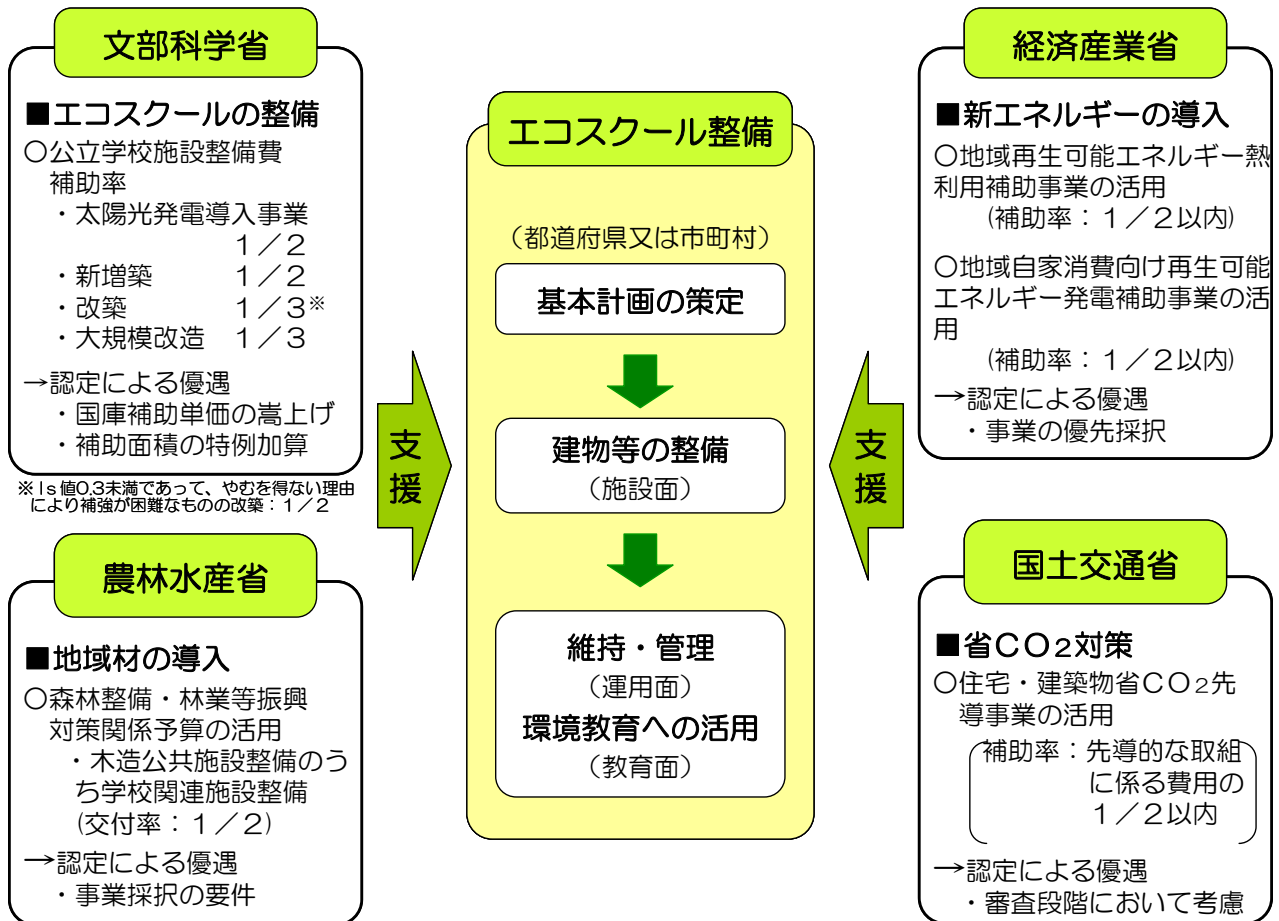 文部科学省
■エコスクールの整備
〇公立学校施設整備費
補助率
・太陽光発電導入事業
１／２
・新増築　１／２
・改築　１／３※
・大規模改造　１／３
→認定による優遇
・国庫補助単価の嵩上げ
・補助面積の特例加算
※Ｉｓ値0.3未満であって、やむを得ない理由
により補強が困難なものの改築：１／２
農林水産省
■地域材の導入
〇森林整備・林業等振興
対策関係予算の活用
・木造公共施設整備のう
ち学校関連施設整備
(交付率：１／２)
→認定による優遇
・事業採択の要件
支援
エコスクール整備
（都道府県又は市町村）
基本計画の策定
建物等の整備
（施設面）
維持・管理
（運用面）
環境教育への活用
（教育面）
支援
経済産業省
■新エネルギーの導入
〇地域再生可能エネルギー熱
利用補助事業の活用
(補助率：１／２以内)
〇地域自家消費向け再生可能
エネルギー発電補助事業の活
用
(補助率：１／２以内)
→認定による優遇
・事業の優先採択
国土交通省
■省ＣＯ２対策
〇住宅・建築物省ＣＯ２先
導事業の活用
補助率：先導的な取組
に係る費用の
１／２以内
→認定による優遇
・審査段階において考慮